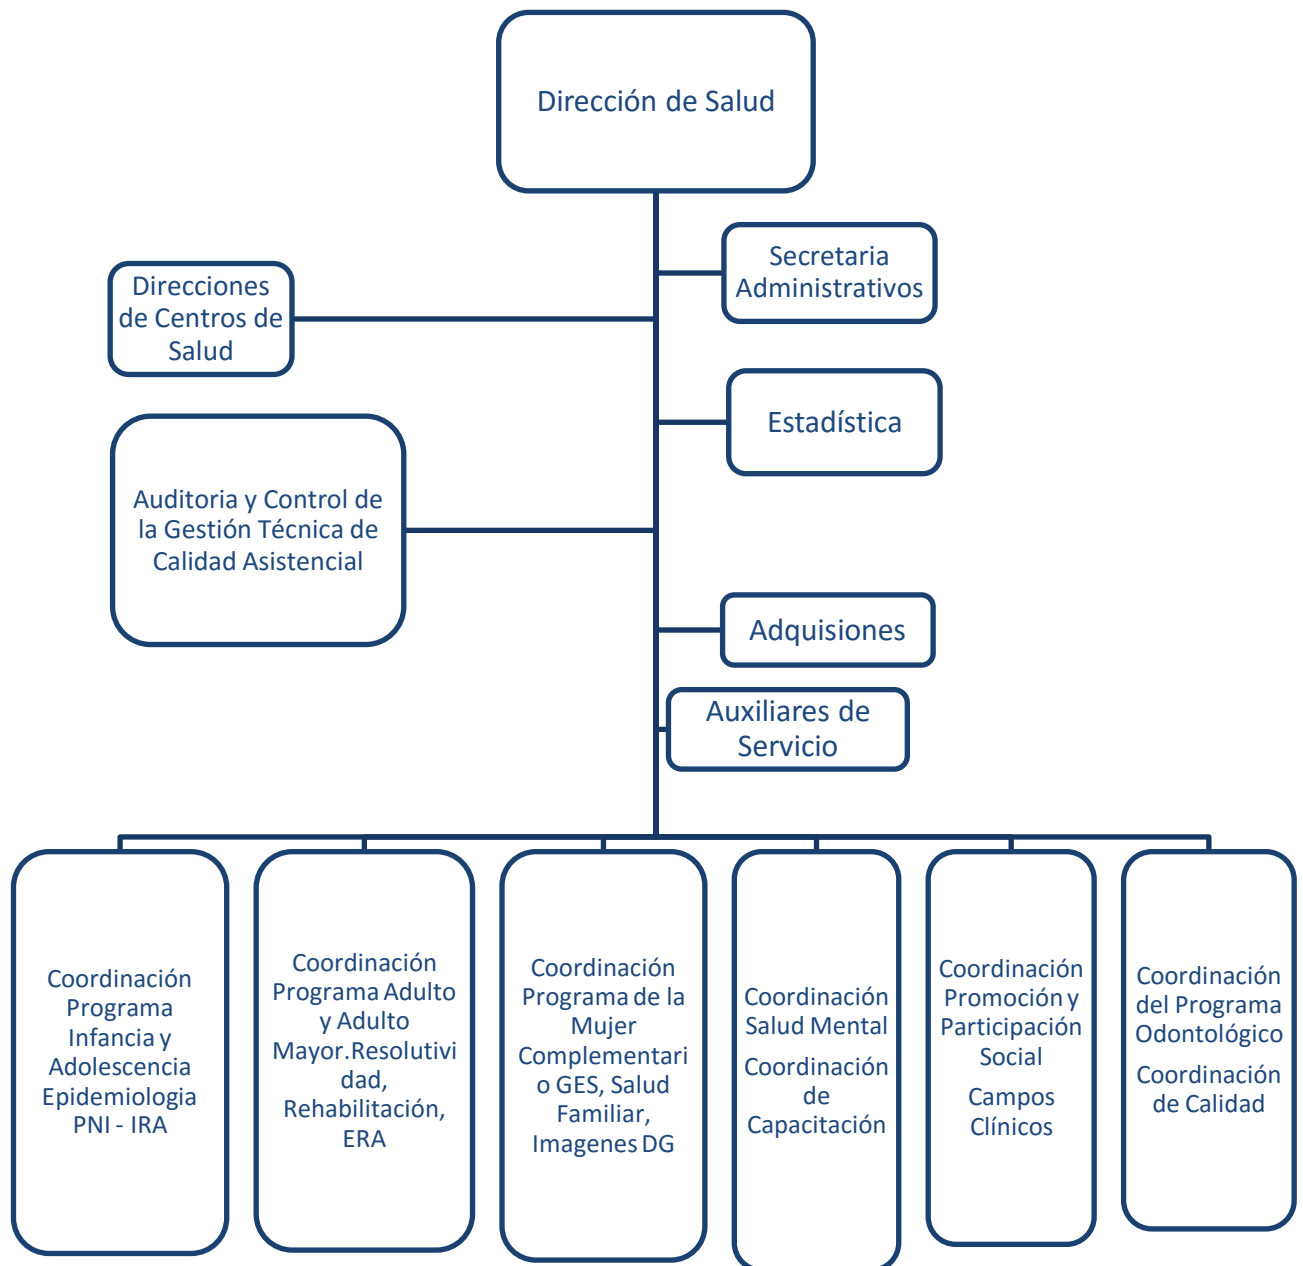 Dirección de Salud
Secretaria
Administrativos
Direcciones
de Centros de
Salud
Estadística
Auditoria y Control de
la Gestión Técnica de
Calidad Asistencial
Adquisiones
Auxiliares de
Servicio
Coordinación
Programa
Infancia y
Adolescencia
Epidemiologia
PNI - IRA
Coordinación
Programa Adulto
y Adulto
Mayor.Resolutivi
dad,
Rehabilitación,
ERA
Coordinación
Programa de la
Mujer
Complementari
o GES, Salud
Familiar,
Imagenes DG
Coordinación
Salud Mental
Coordinación
de
Capacitación
Coordinación
Promoción y
Participación
Social
Campos
Clínicos
Coordinación
del Programa
Odontológico
Coordinación
de Calidad